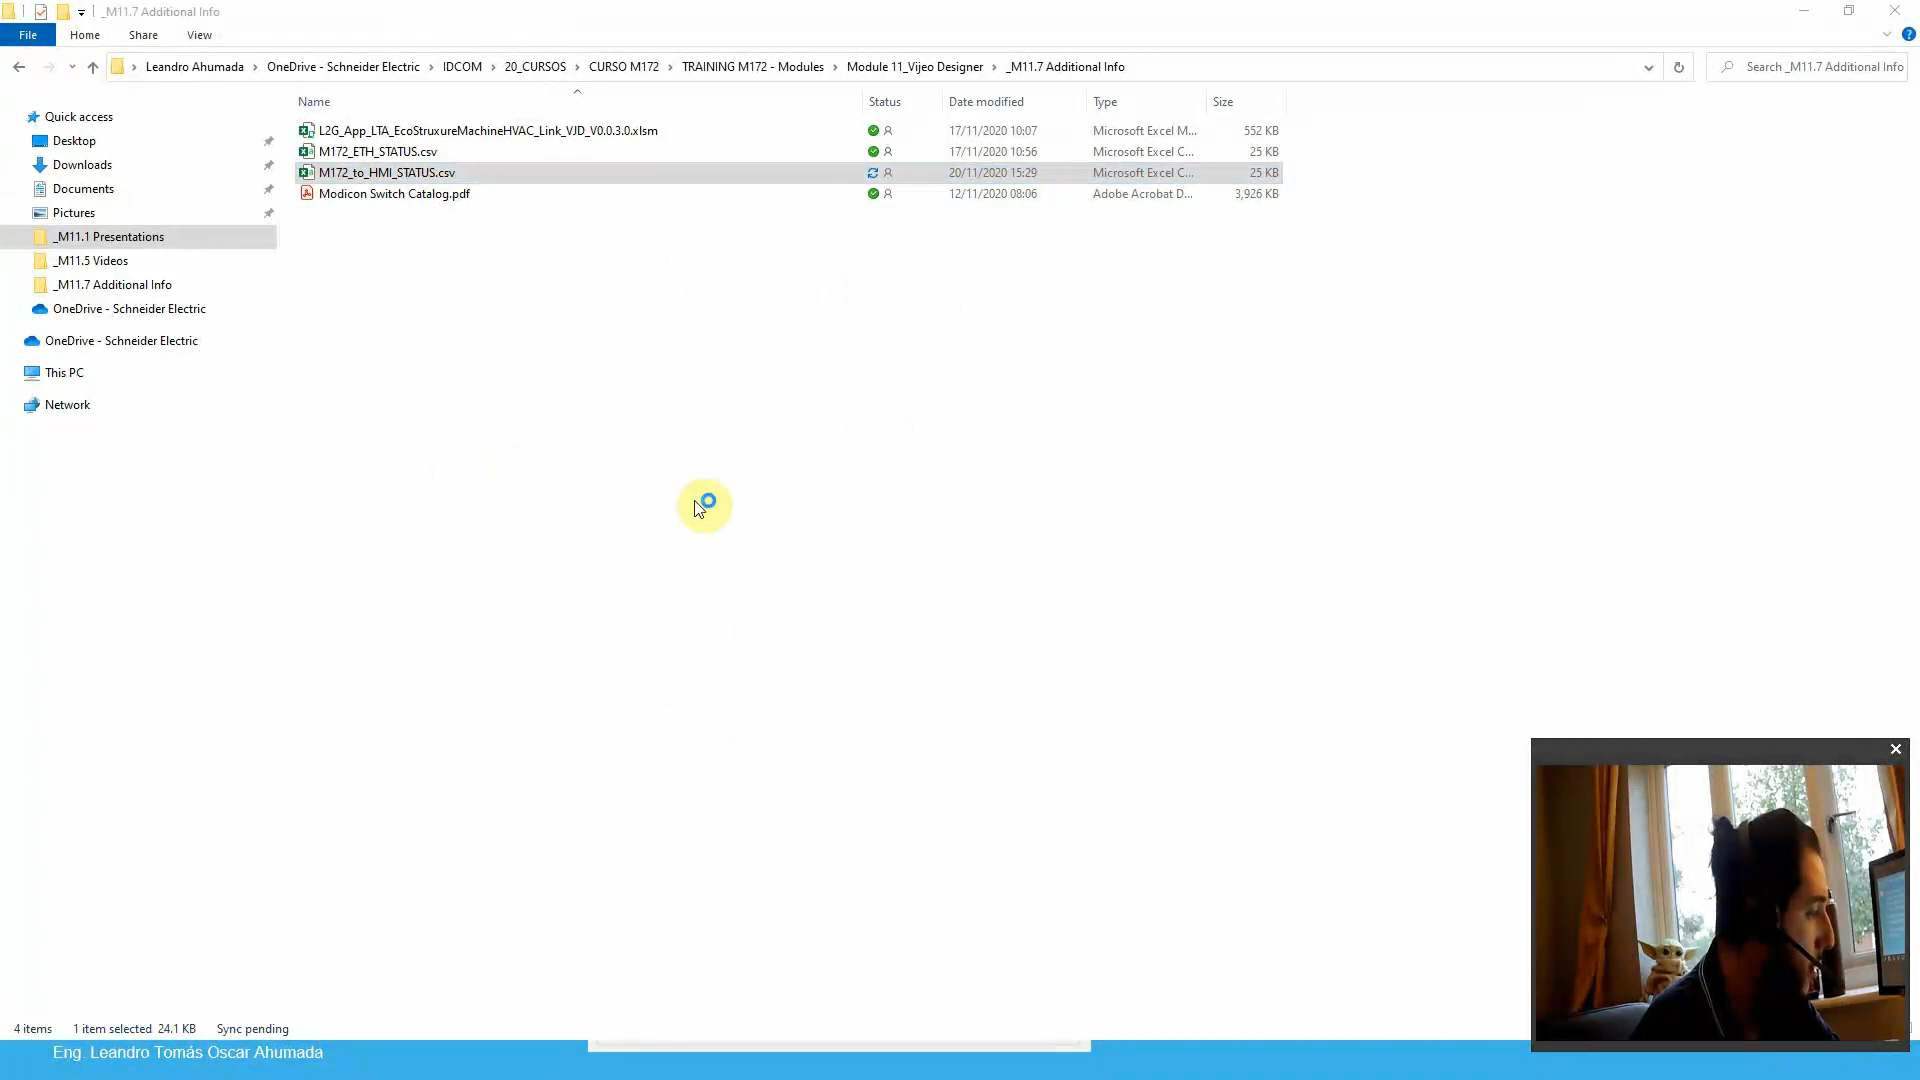 _M11.7 Additional Info
File Home Share View
Leandro Ahumada OneDrive - Schneider Electric IDCOM 20_CURSOS CURSO M172 TRAINING M172 - Modules Module 11_Vijeo Designer _M11.7 Additional Info
Search _M11.7 Additional Info
Name Status Date modified Type Size
Quick access
Desktop
Downloads
Documents
Pictures
_M11.1 Presentations
_M11.5 Videos
_M11.7 Additional Info
OneDrive - Schneider Electric
OneDrive - Schneider Electric
This PC
Network
L2G_App_LTA_EcoStruxureMachineHVAC_Link_VJD_V0.0.3.0.xlsm 17/11/2020 10:07 Microsoft Excel M... 552 KB
M172_ETH_STATUS.csv 17/11/2020 10:56 Microsoft Excel C... 25 KB
M172_to_HMI_STATUS.csv 20/11/2020 15:29 Microsoft Excel C... 25 KB
Modicon Switch Catalog.pdf 12/11/2020 08:06 Adobe Acrobat D... 3,926 KB
4 items 1 item selected 24.1 KB Sync pending
Eng. Leandro Tomás Oscar Ahumada